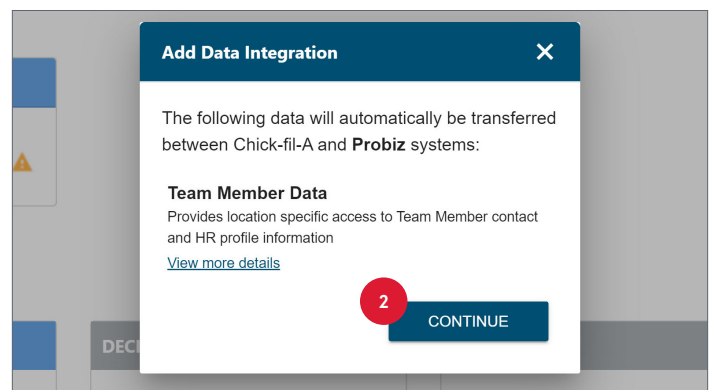 Add Data Integration
The following data will automatically be transferred
between Chick-fil-A and Probiz systems:
Team Member Data
Provides location specific access to Team Member contact
and HR profile information
View more details
2
CONTINUE
DECI